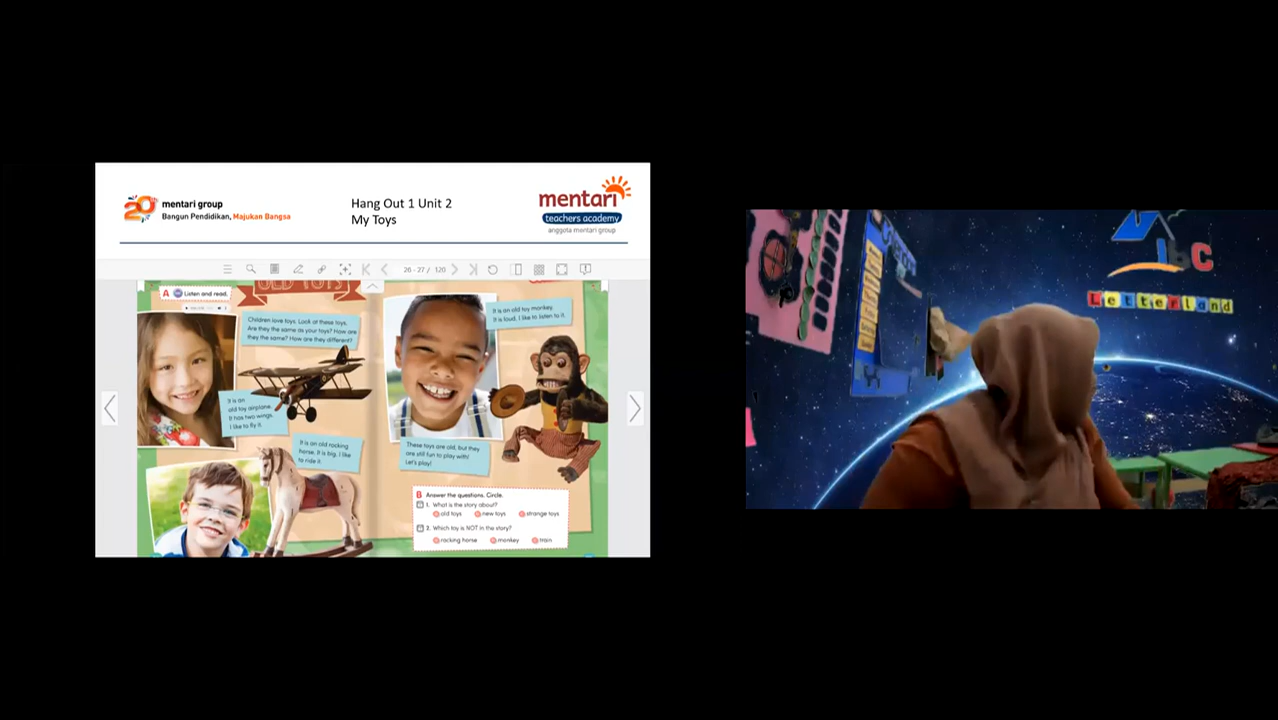 20
mentari group
Bangun Pendidikan, Majukan Bangsa
Hang Out 1 Unit 2
My Toys
mentari
teachers academy
anggota mentari group
26 - 27 / 120
OLD TOYS
A Listen and read.
Children love toys. Look at these toys.
Are they the same as your toys? How are
they the same? How are they different?
It is an
old toy airplane.
It has two wings.
I like to fly it.
It is an old rocking
horse. It is big. I like
to ride it.
It is an old toy monkey.
It is loud. I like to listen to it.
These toys are old, but they
are still fun to play with!
Let's play!
B Answer the questions. Circle.
1. What is the story about?
a old toys b new toys c strange toys
2. Which toy is NOT in the story?
a rocking horse b monkey c train
abc
Letterland